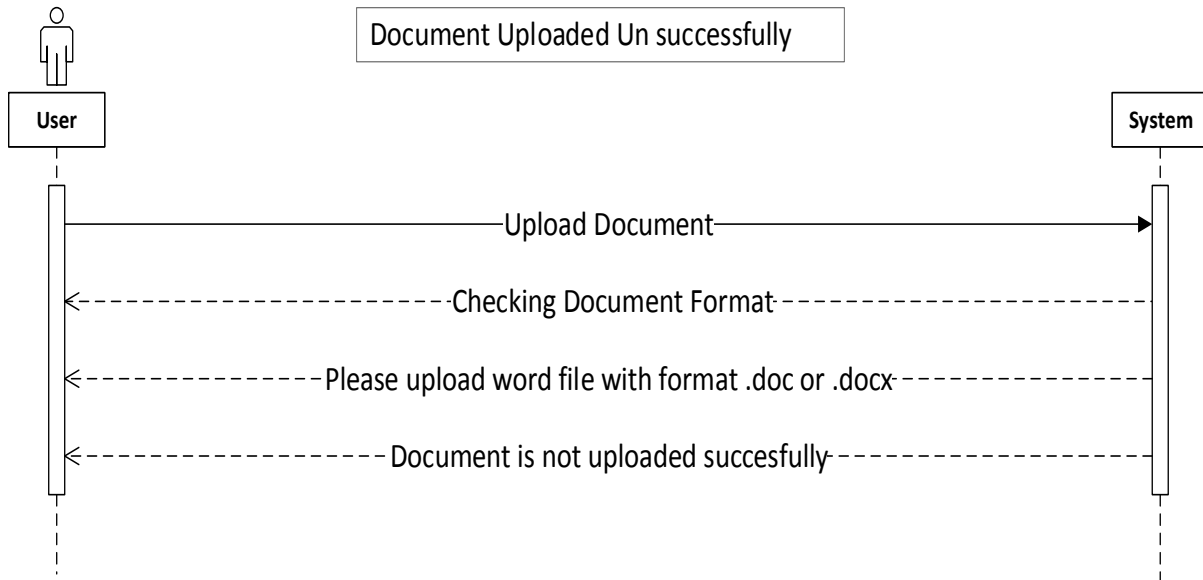 Document Uploaded Un successfully
User
System
Upload Document
Checking Document Format
Please upload word file with format .doc or .docx
Document is not uploaded succesfully